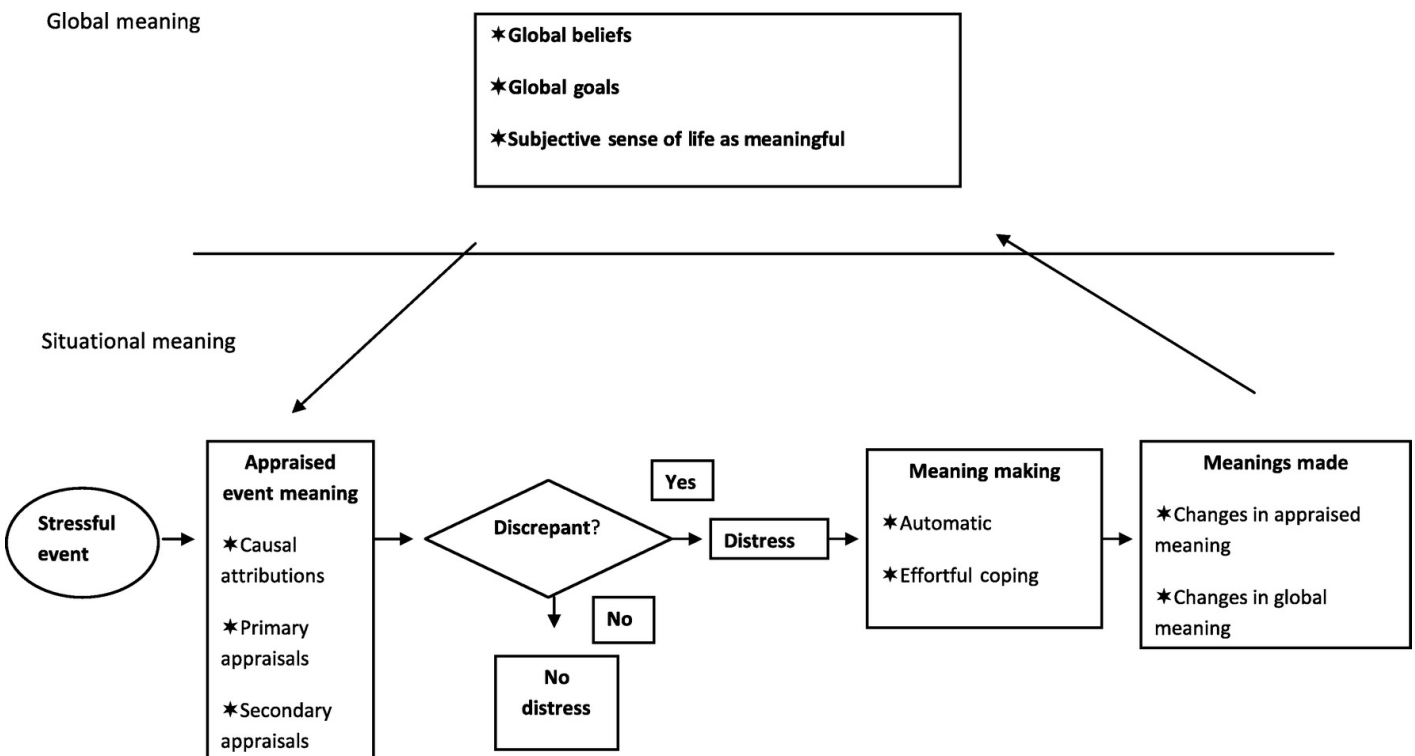 Global meaning
✶Global beliefs
✶Global goals
✶Subjective sense of life as meaningful
Situational meaning
Stressful
event
Appraised
event meaning
✶Causal
attributions
✶Primary
appraisals
✶Secondary
appraisals
Discrepant?
Yes
No
No
distress
Distress
Meaning making
✶Automatic
✶Effortful coping
Meanings made
✶Changes in appraised
meaning
✶Changes in global
meaning